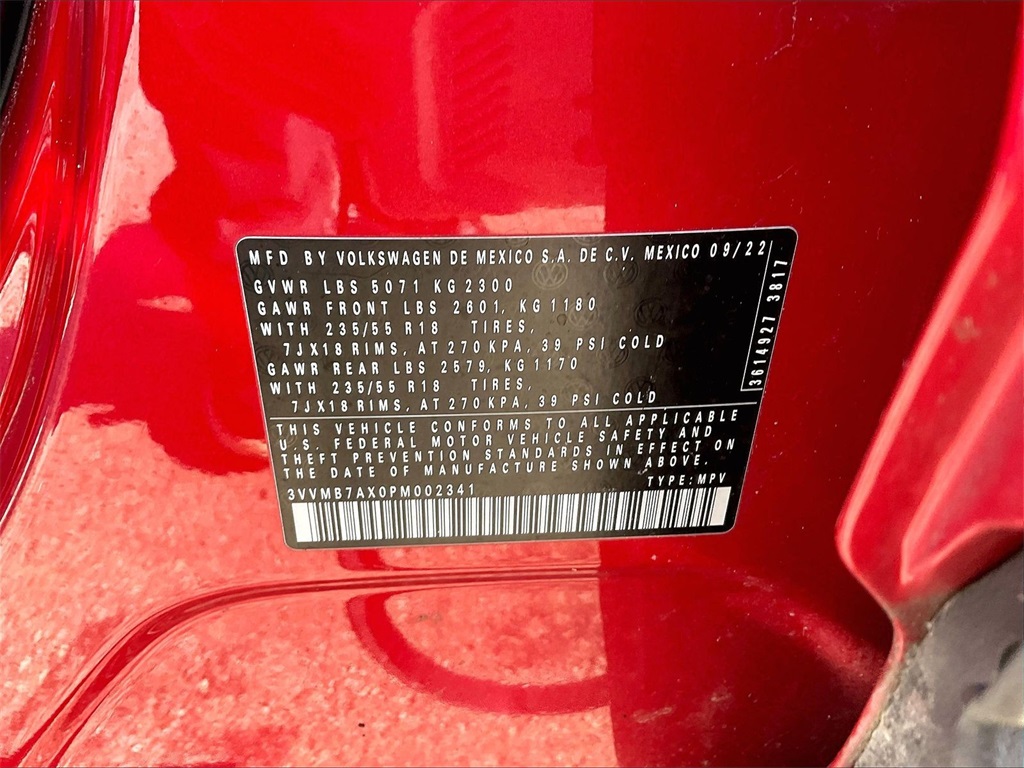 MFD BY VOLKSWAGEN DE MEXICO S.A. DE C.V. MEXICO 09/22
GVWR LBS 5071 KG 2300
GAWR FRONT LBS 2601, KG 1180
WITH 235/55 R18 TIRES,
7JX18 RIMS, AT 270 KPA, 39 PSI COLD
GAWR REAR LBS 2579, KG 1170
WITH 235/55 R18 TIRES,
7JX18 RIMS, AT 270 KPA, 39 PSI COLD
THIS VEHICLE CONFORMS TO ALL APPLICABLE
U.S. FEDERAL MOTOR VEHICLE SAFETY AND
THEFT PREVENTION STANDARDS IN EFFECT ON
THE DATE OF MANUFACTURE SHOWN ABOVE.
3VVMB7AX0PM002341 TYPE: MPV
3614927 3817